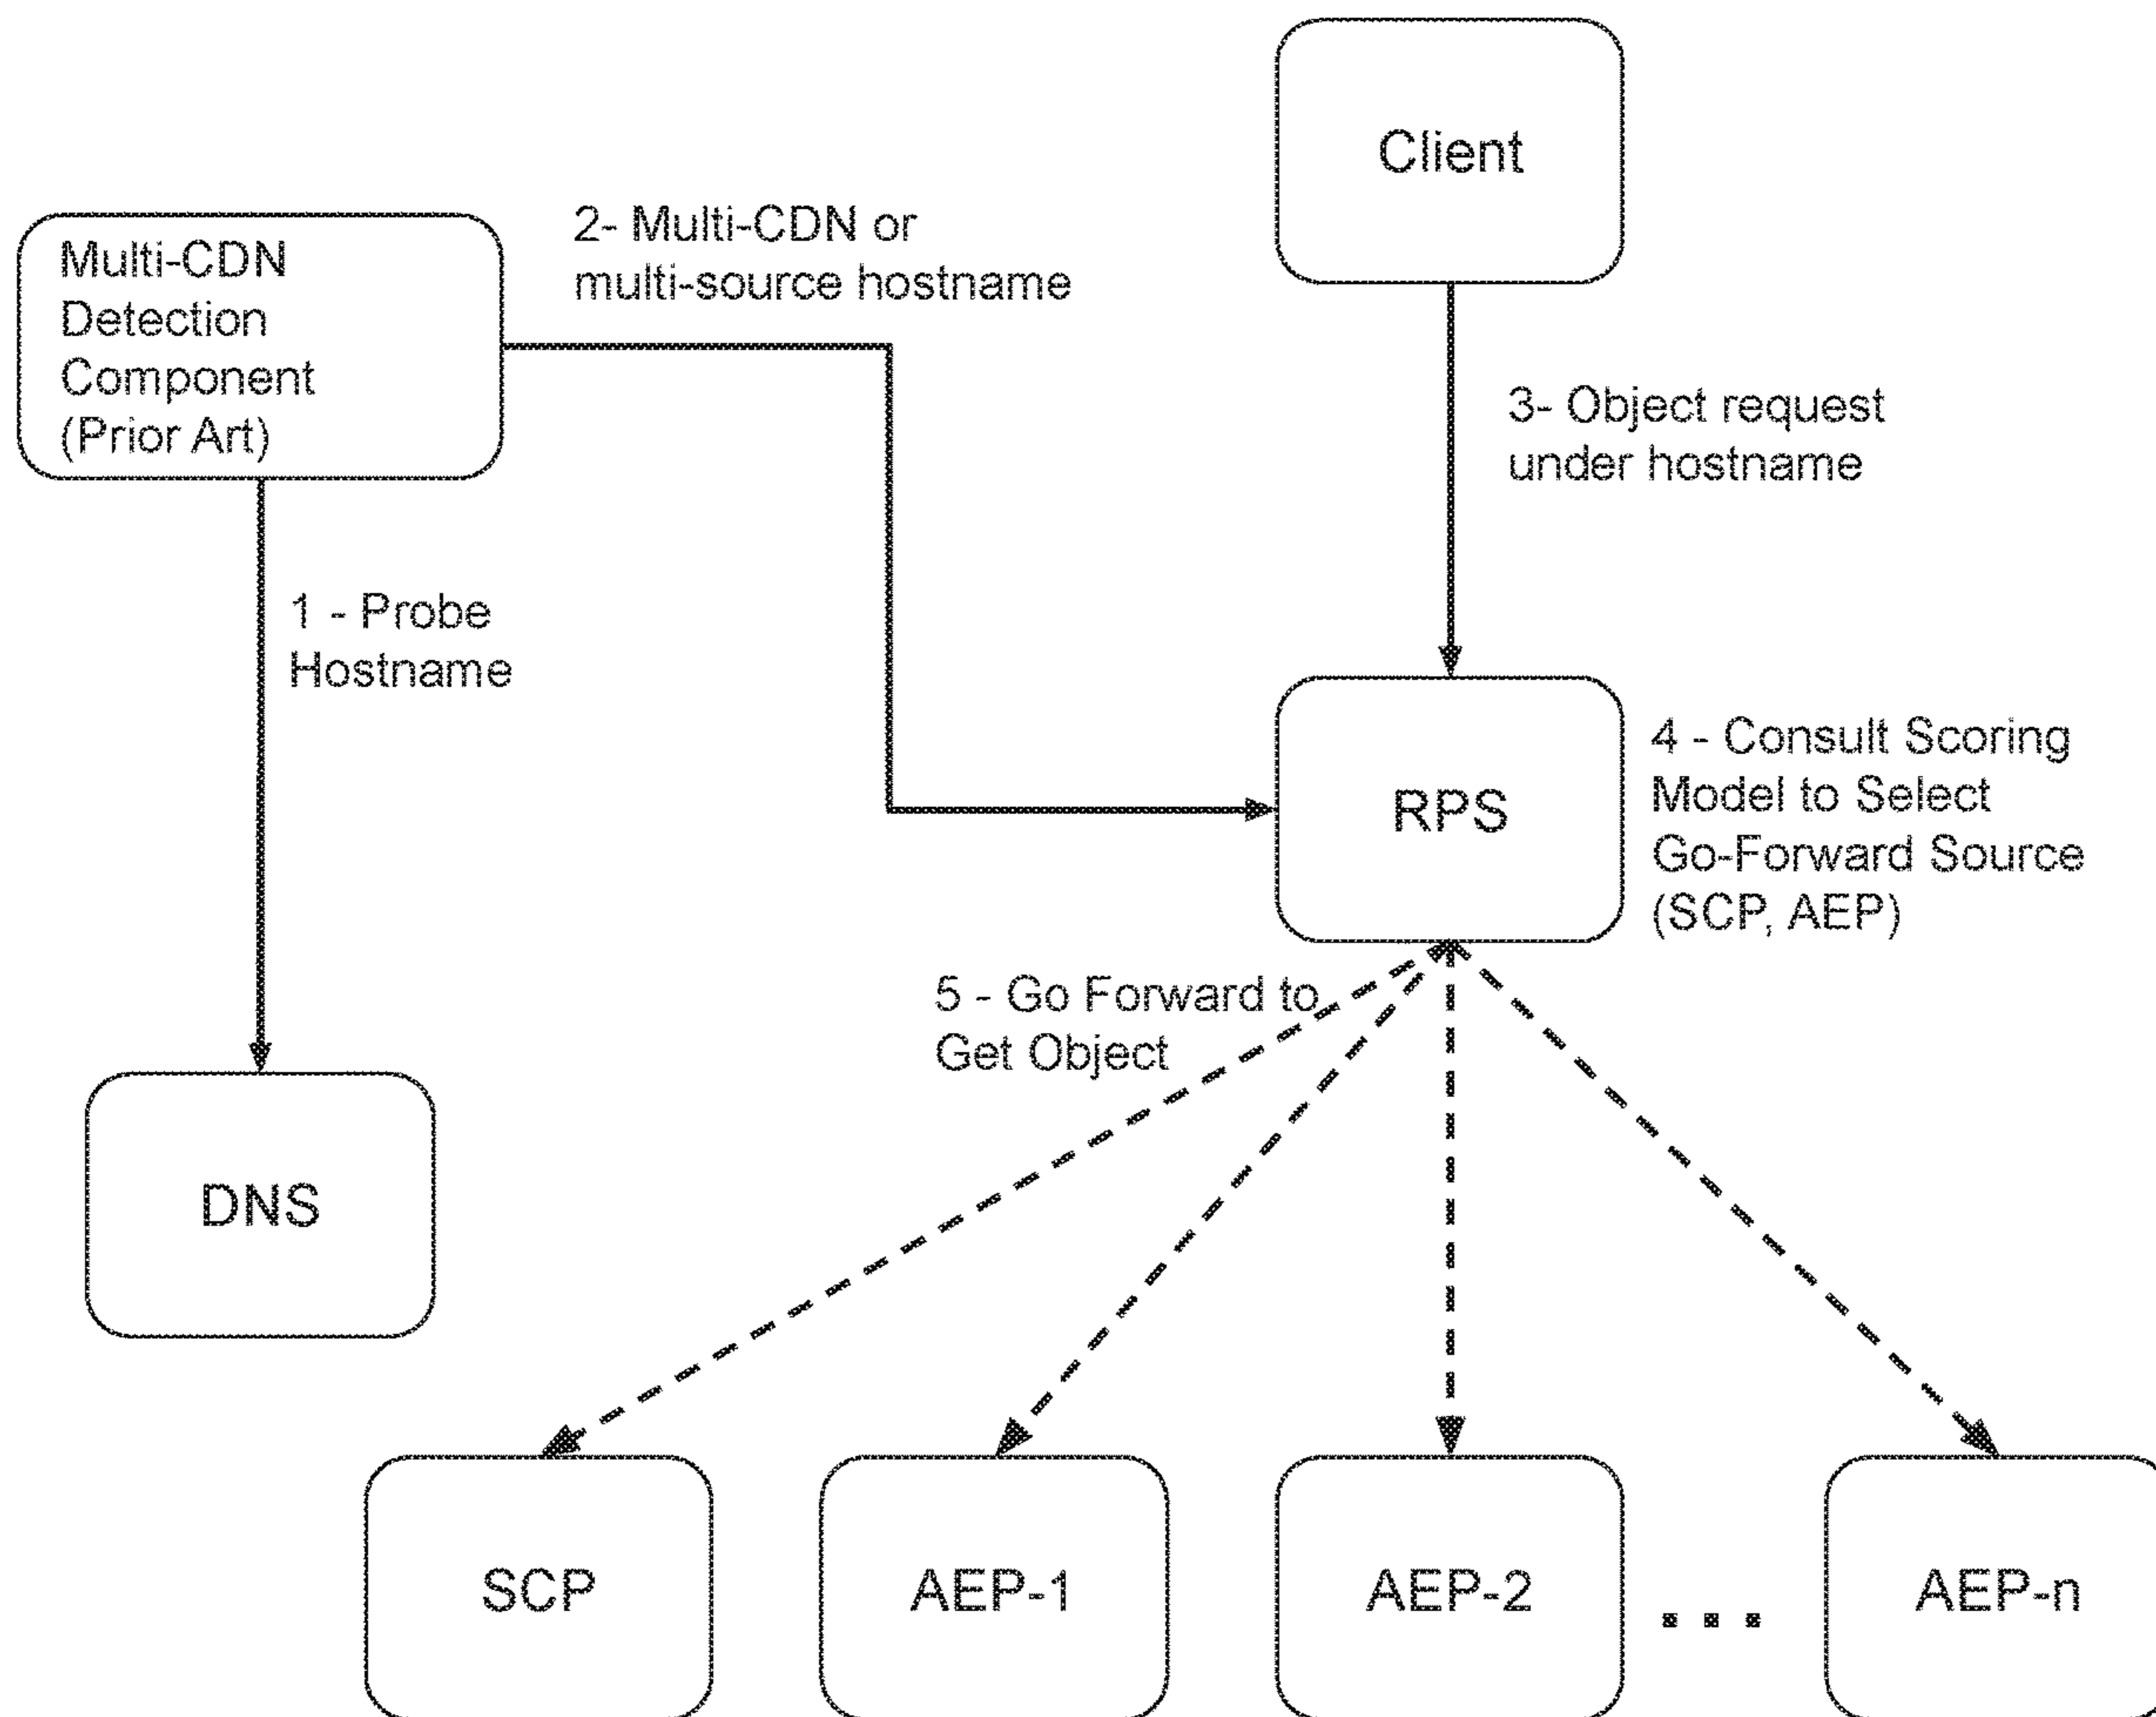 Client
Multi-CDN
Detection
Component
(Prior Art)
2- Multi-CDN or
multi-source hostname
3- Object request
under hostname
1 - Probe
Hostname
RPS
4 - Consult Scoring
Model to Select
Go-Forward Source
(SCP, AEP)
5 - Go Forward to
Get Object
DNS
SCP
AEP-1
AEP-2
...
AEP-n